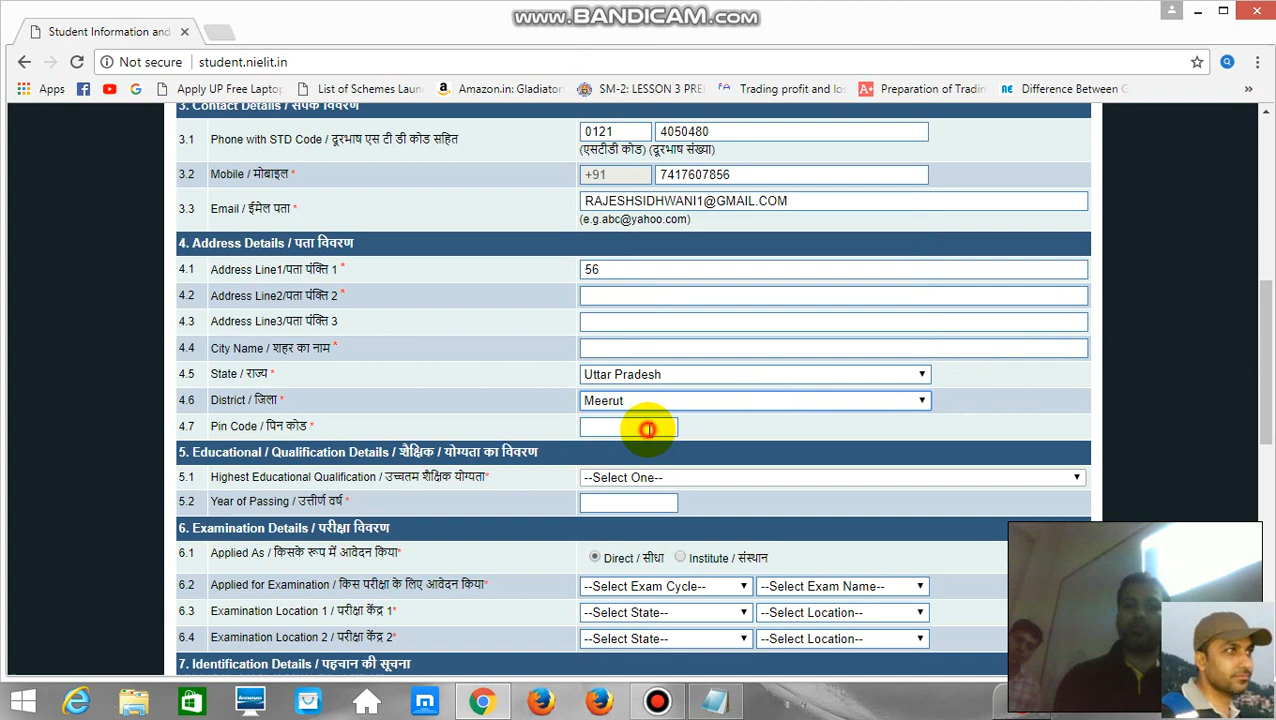 www.BANDICAM.com
Student Information and
Not secure student.nielit.in
Apps Apply UP Free Laptop List of Schemes Laun Amazon.in: Gladiator SM-2: LESSON 3 PRE Trading profit and los Preparation of Trading Difference Between G »
3. Contact Details / संपर्क विवरण
3.1 Phone with STD Code / दूरभाष एस टी डी कोड सहित 0121 4050480
(एसटीडी कोड) (दूरभाष संख्या)
3.2 Mobile / मोबाइल * +91 7417607856
3.3 Email / ईमेल पता * RAJESHSIDHWANI1@GMAIL.COM
(e.g.abc@yahoo.com)
4. Address Details / पता विवरण
4.1 Address Line1/पता पंक्ति 1 * 56
4.2 Address Line2/पता पंक्ति 2 *
4.3 Address Line3/पता पंक्ति 3
4.4 City Name / शहर का नाम *
4.5 State / राज्य * Uttar Pradesh
4.6 District / जिला * Meerut
4.7 Pin Code / पिन कोड *
5. Educational / Qualification Details / शैक्षिक / योग्यता का विवरण
5.1 Highest Educational Qualification / उच्चतम शैक्षिक योग्यता* --Select One--
5.2 Year of Passing / उत्तीर्ण वर्ष *
6. Examination Details / परीक्षा विवरण
6.1 Applied As / किसके रूप में आवेदन किया* Direct / सीधा Institute / संस्थान
6.2 Applied for Examination / किस परीक्षा के लिए आवेदन किया* --Select Exam Cycle-- --Select Exam Name--
6.3 Examination Location 1 / परीक्षा केंद्र 1* --Select State-- --Select Location--
6.4 Examination Location 2 / परीक्षा केंद्र 2* --Select State-- --Select Location--
7. Identification Details / पहचान की सूचना
lenovo